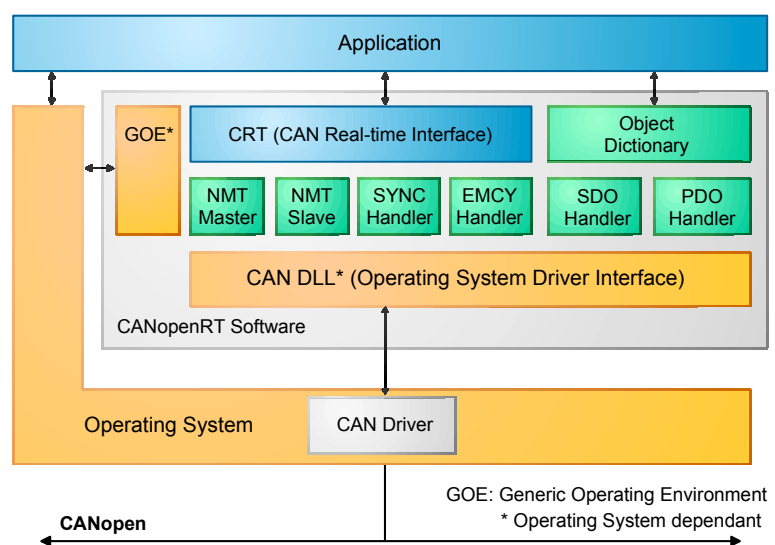 Application
GOE*
CRT (CAN Real-time Interface)
Object
Dictionary
NMT
Master
NMT
Slave
SYNC
Handler
EMCY
Handler
SDO
Handler
PDO
Handler
CAN DLL* (Operating System Driver Interface)
CANopenRT Software
Operating System
CAN Driver
GOE: Generic Operating Environment
CANopen
* Operating System dependant